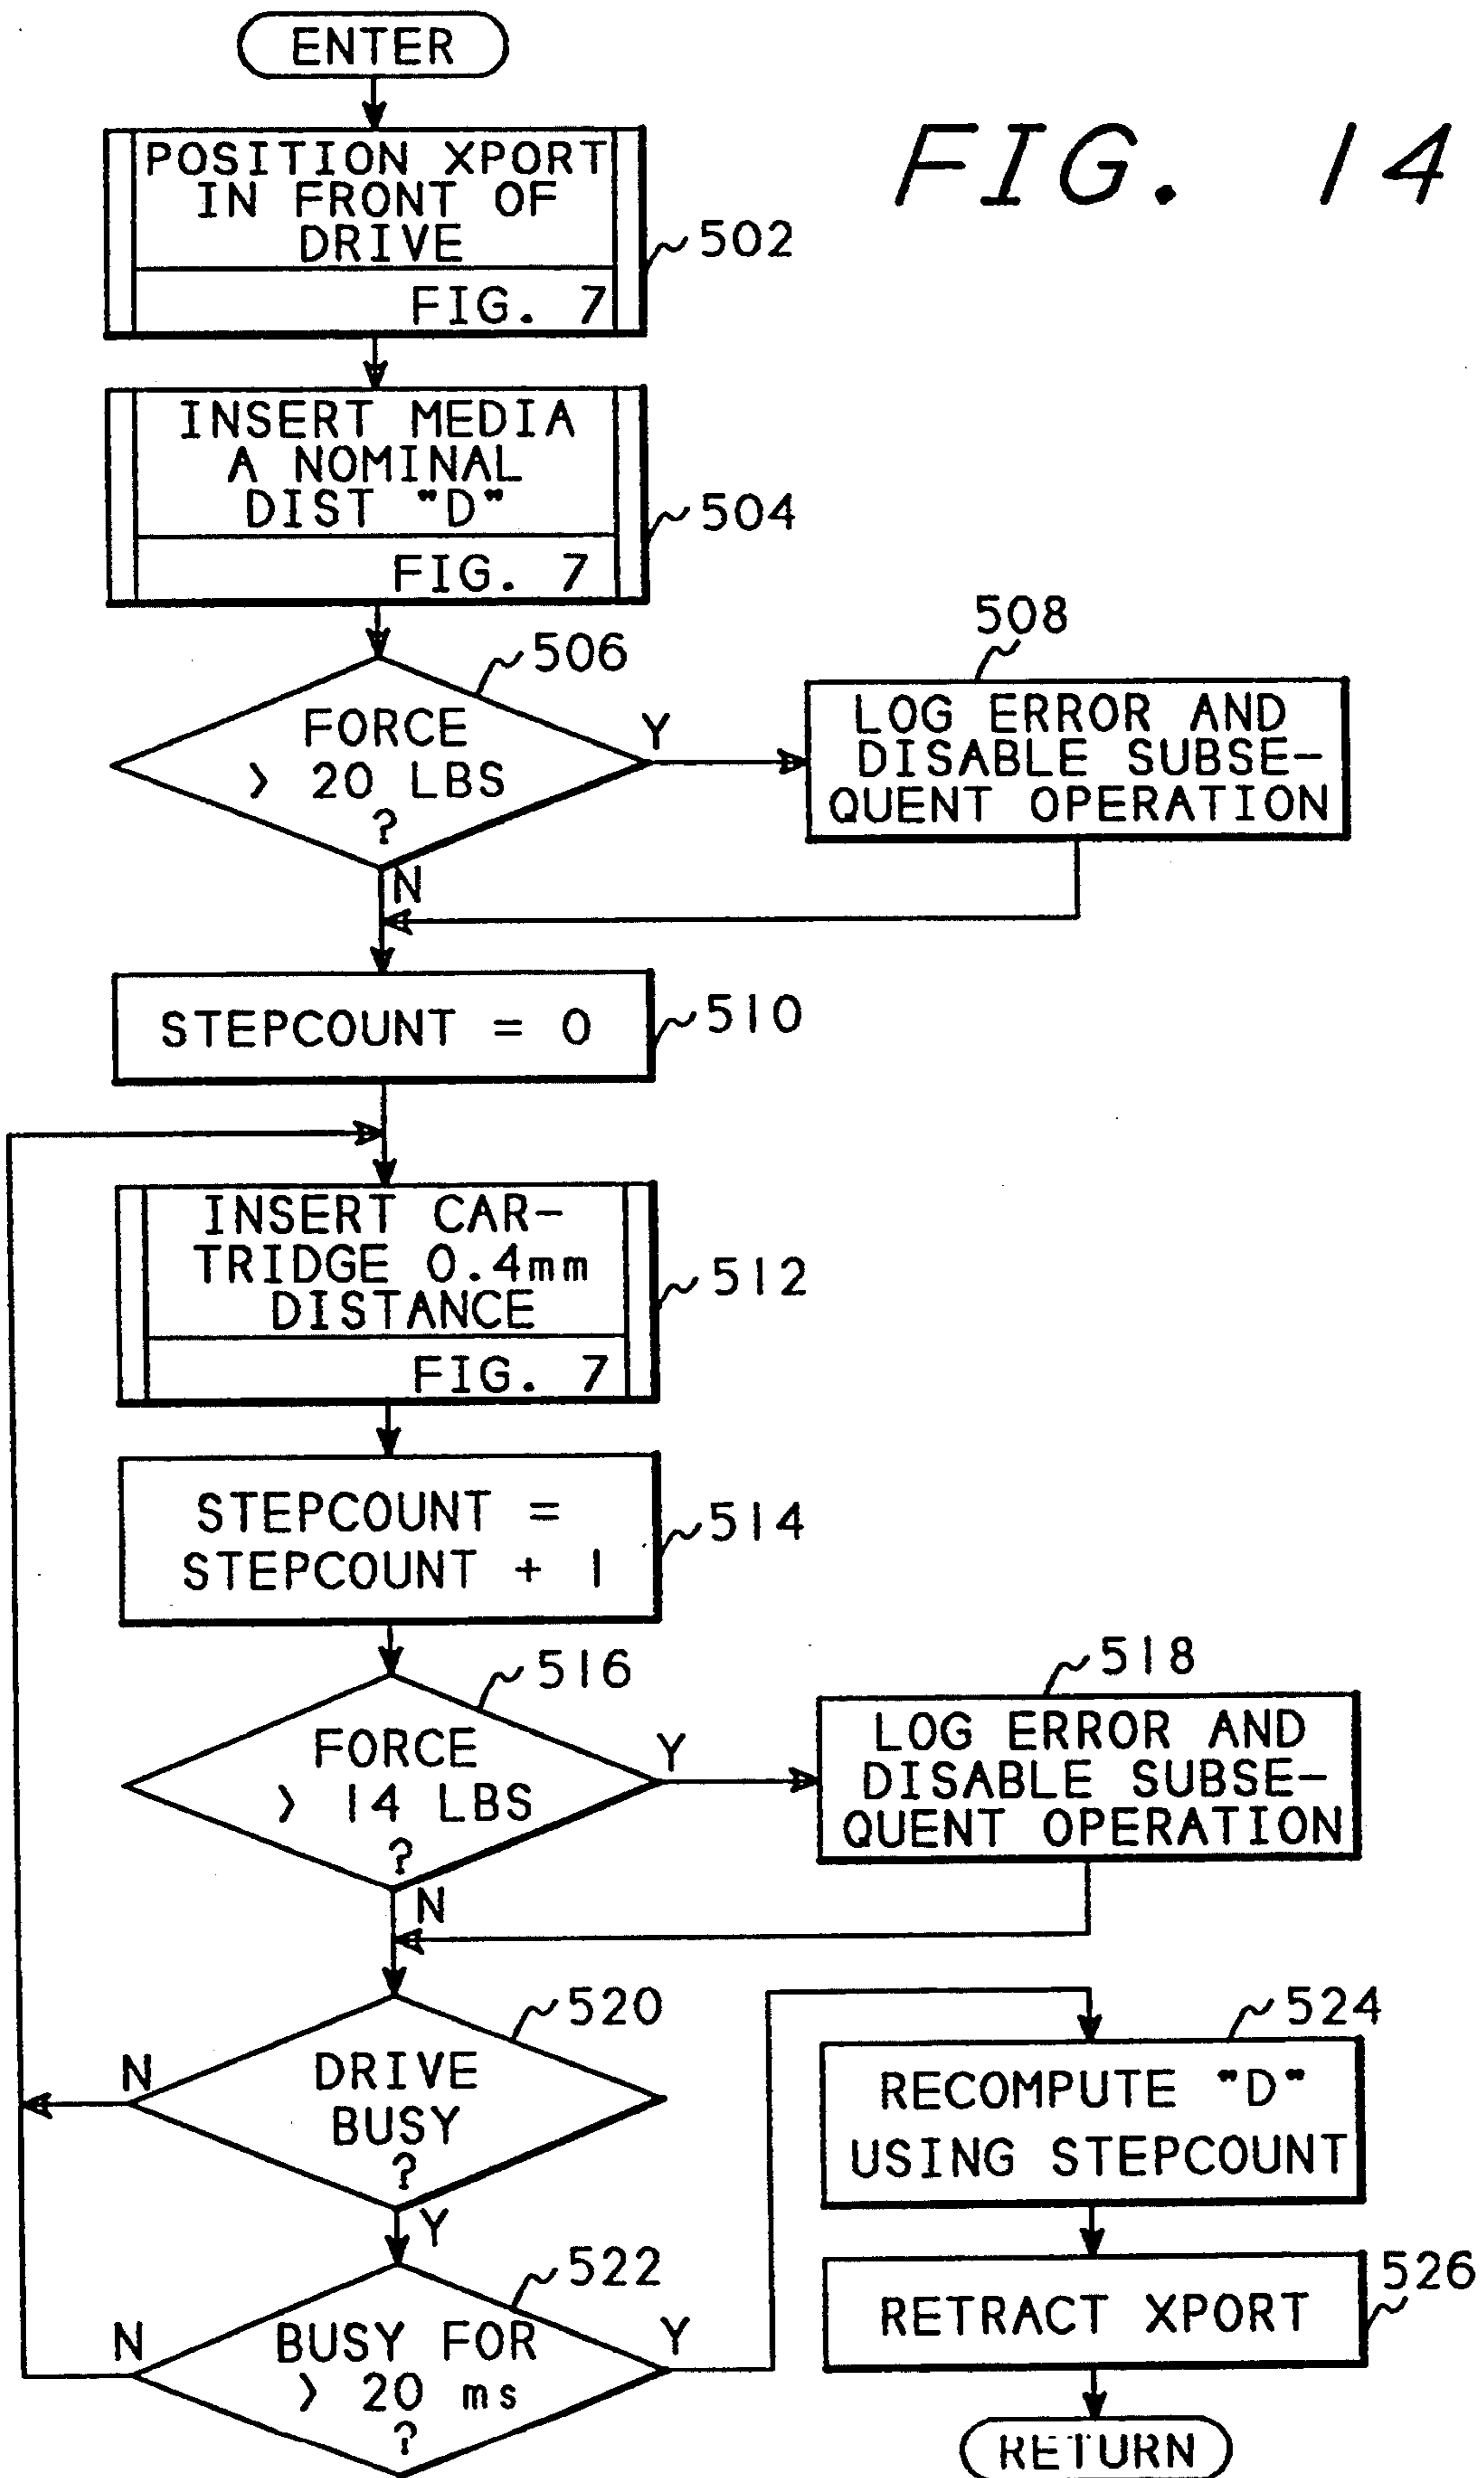 ENTER
FIG. 14
POSITION XPORT
IN FRONT OF
DRIVE
FIG. 7
502
INSERT MEDIA
A NOMINAL
DIST "D"
FIG. 7
504
506
FORCE
> 20 LBS
?
Y
N
508
LOG ERROR AND
DISABLE SUBSE-
QUENT OPERATION
STEPCOUNT = 0
510
INSERT CAR-
TRIDGE 0.4mm
DISTANCE
FIG. 7
512
STEPCOUNT =
STEPCOUNT + 1
514
516
FORCE
> 14 LBS
?
Y
N
518
LOG ERROR AND
DISABLE SUBSE-
QUENT OPERATION
520
DRIVE
BUSY
?
N
Y
522
BUSY FOR
> 20 ms
?
N
Y
524
RECOMPUTE "D"
USING STEPCOUNT
526
RETRACT XPORT
RETURN